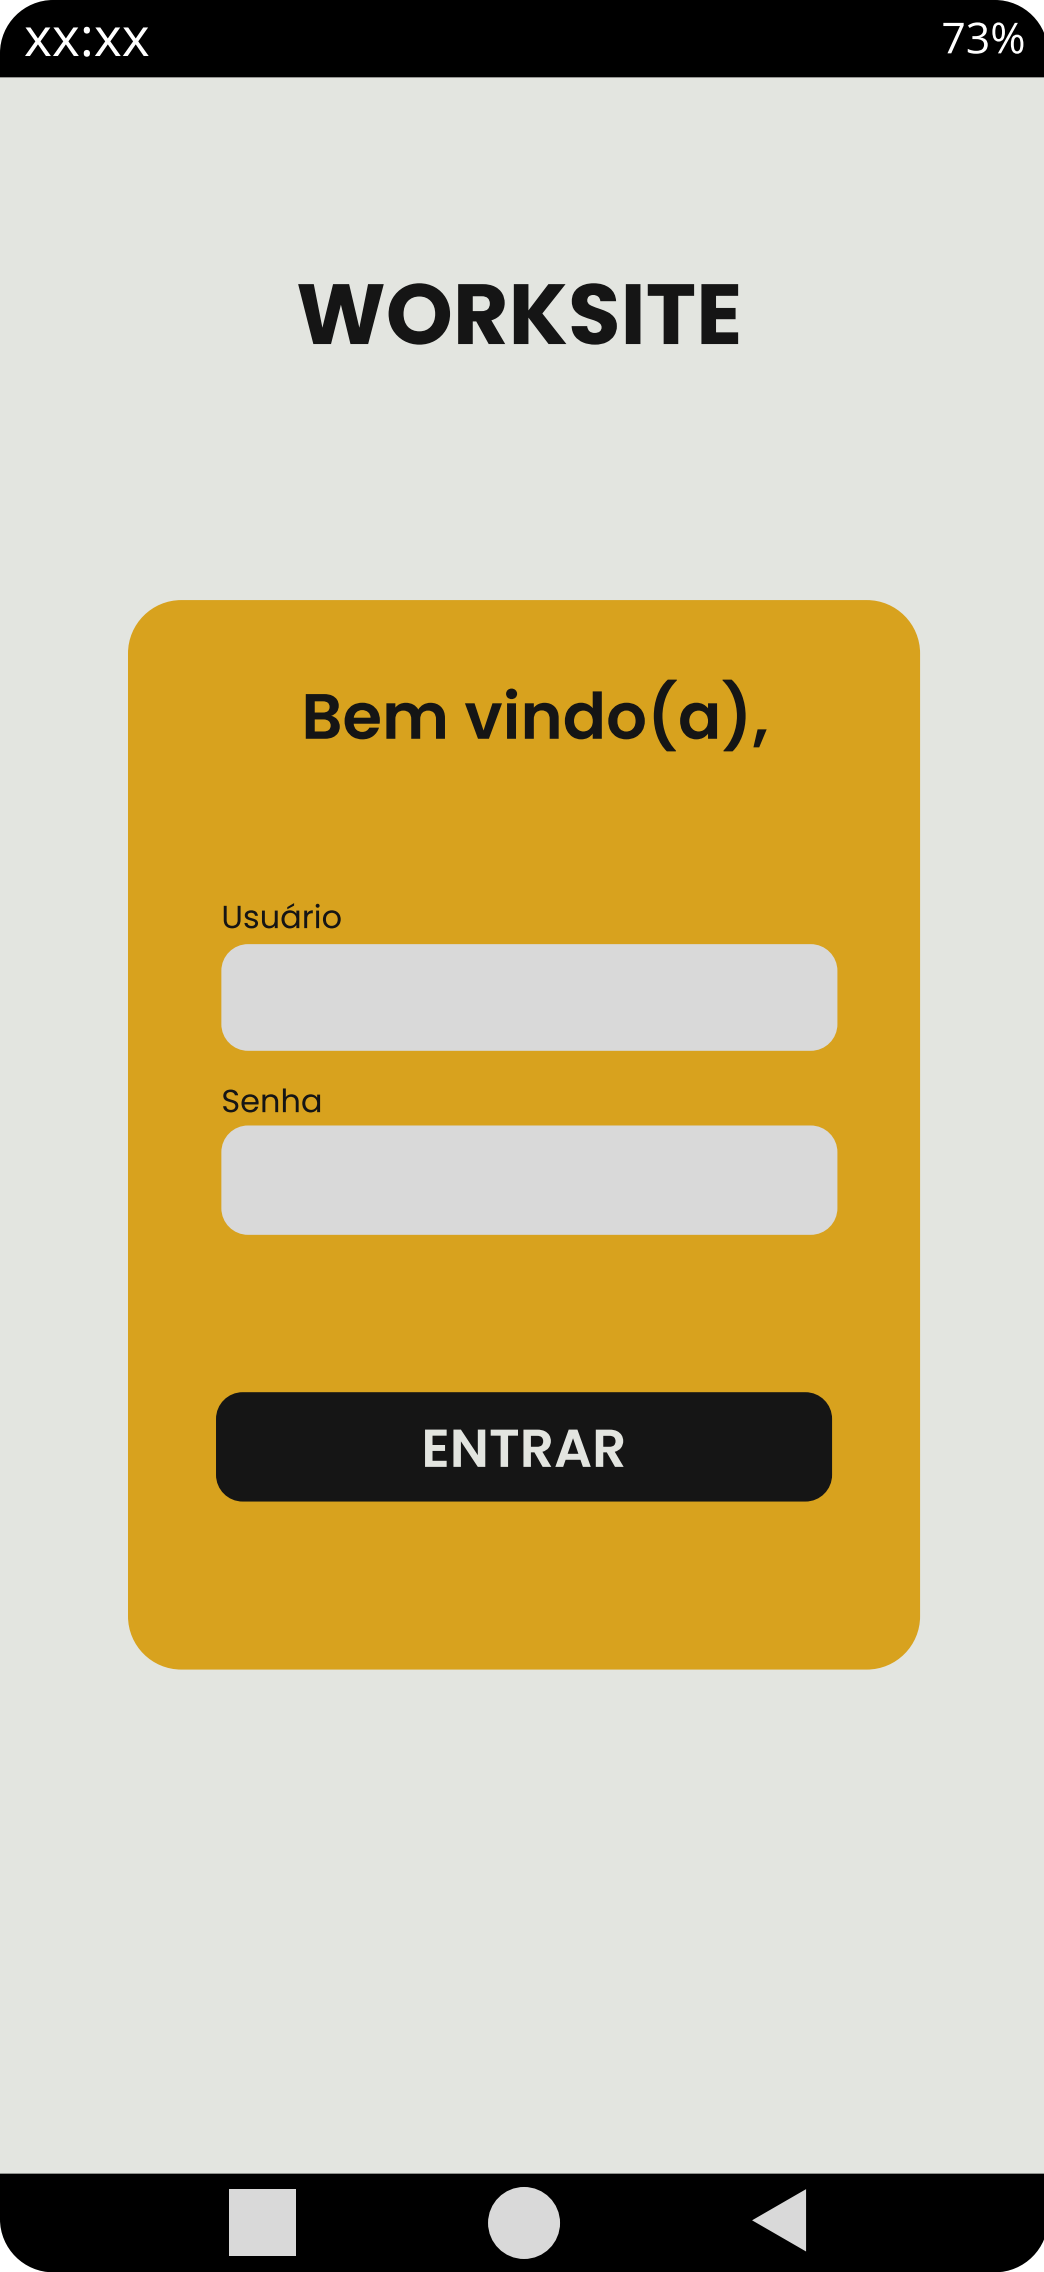 xx:xx 73%
WORKSITE
Bem vindo(a),
Usuário
Senha
ENTRAR